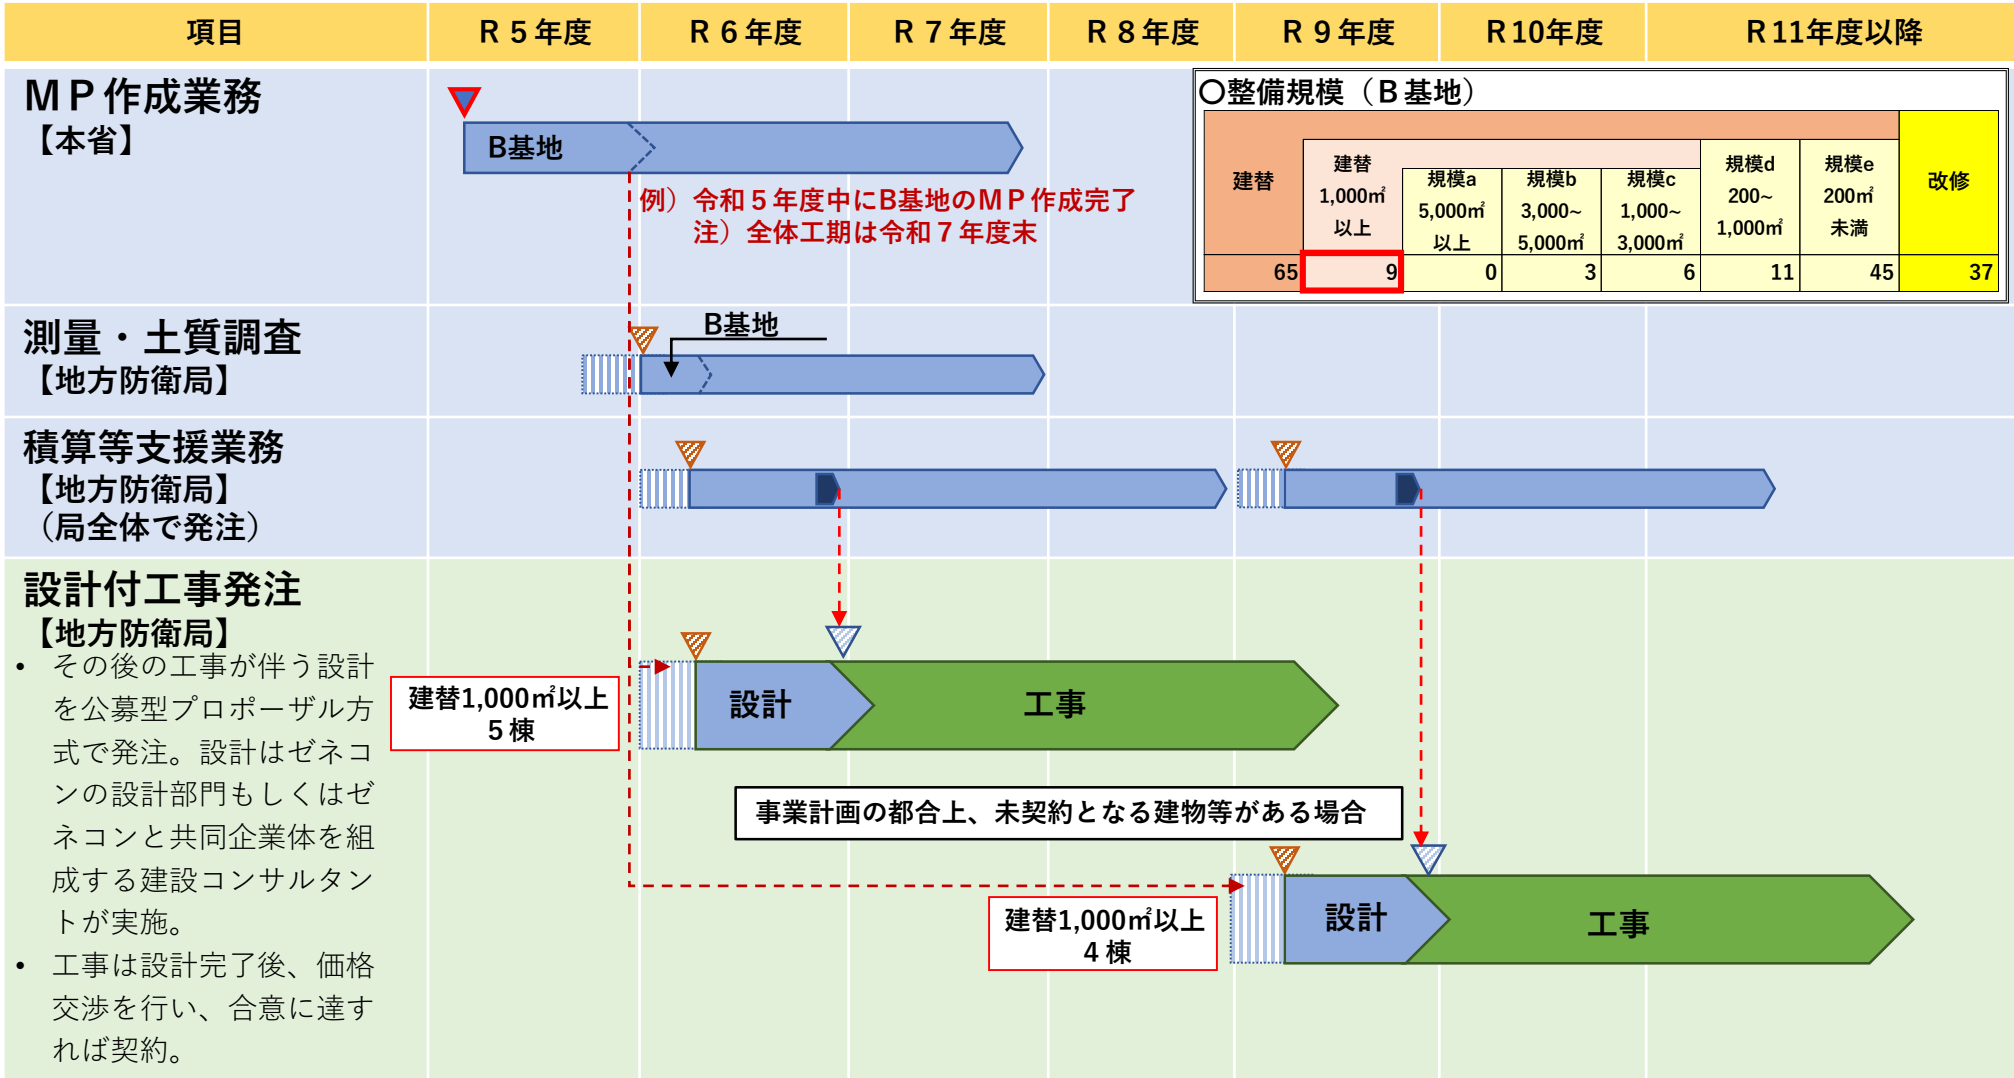 項目
R５年度
R６年度
R７年度
R８年度
R９年度
R10年度
R11年度以降
ＭＰ作成業務
【本省】
B基地
例）令和５年度中にB基地のＭＰ作成完了
注）全体工期は令和７年度末
〇整備規模（Ｂ基地）
建替
建替
1,000㎡
以上
規模a
5,000㎡
以上
規模b
3,000~
5,000㎡
規模c
1,000~
3,000㎡
規模d
200~
1,000㎡
規模e
200㎡
未満
改修
65 9 0 3 6 11 45 37
測量・土質調査
【地方防衛局】
B基地
積算等支援業務
【地方防衛局】
（局全体で発注）
設計付工事発注
【地方防衛局】
• その後の工事が伴う設計
を公募型プロポーザル方
式で発注。設計はゼネコ
ンの設計部門もしくはゼ
ネコンと共同企業体を組
成する建設コンサルタン
トが実施。
• 工事は設計完了後、価格
交渉を行い、合意に達す
れば契約。
建替1,000㎡以上
５棟
設計
工事
事業計画の都合上、未契約となる建物等がある場合
建替1,000㎡以上
４棟
設計
工事